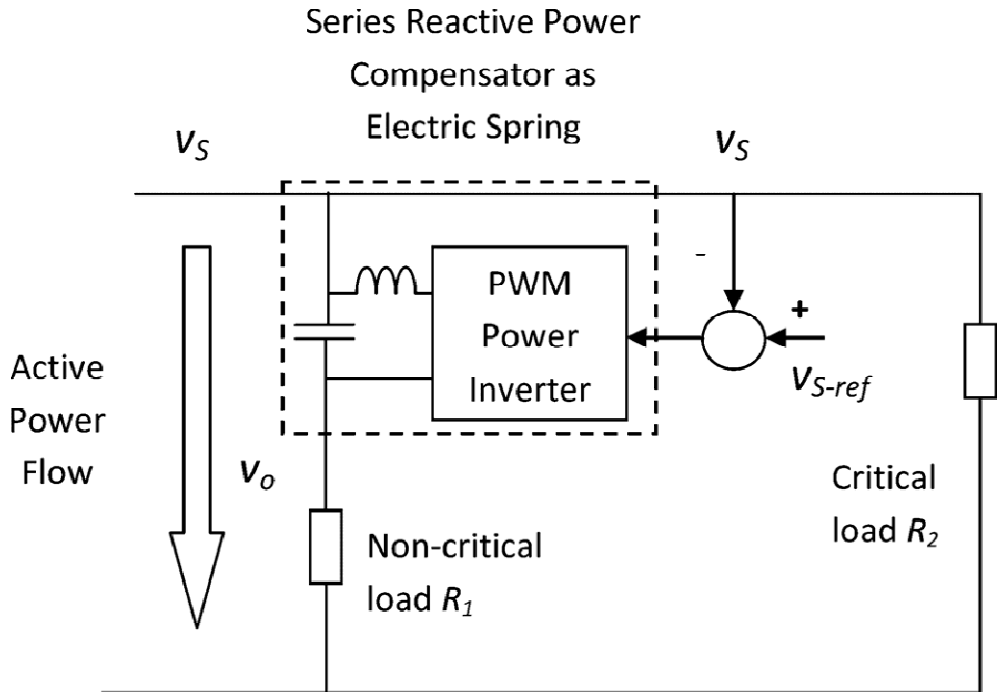 Series Reactive Power
Compensator as
Electric Spring
v_S
v_S
PWM
Power
Inverter
-
+
v_{S-ref}
Active
Power
Flow
v_o
Non-critical
load R_1
Critical
load R_2